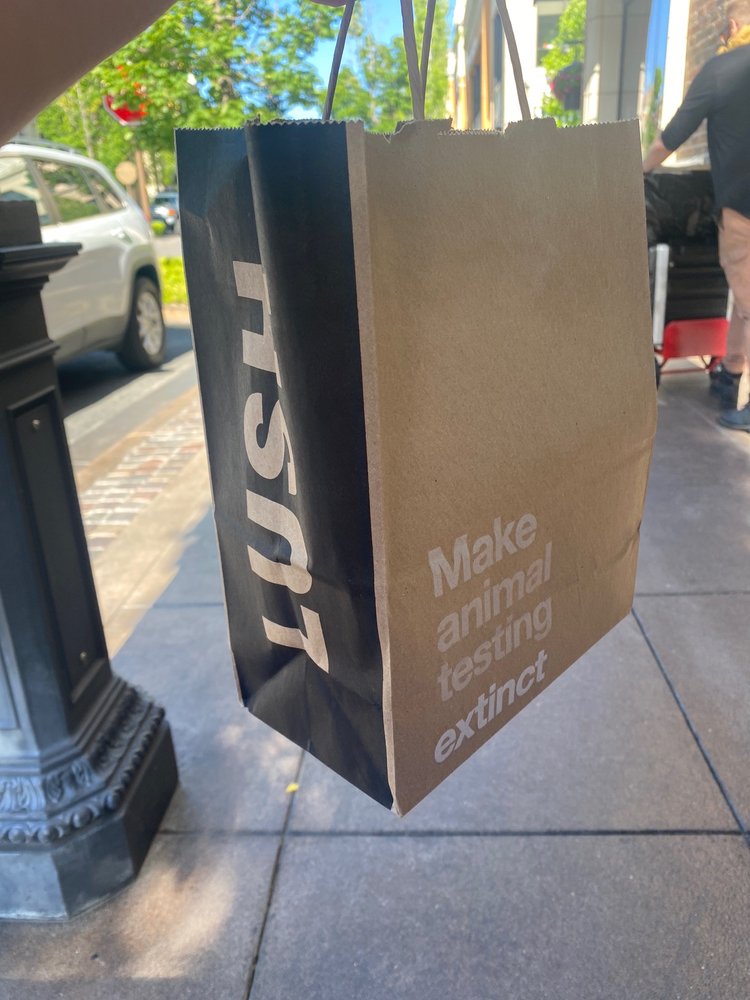 LUSH
Make
animal
testing
extinct